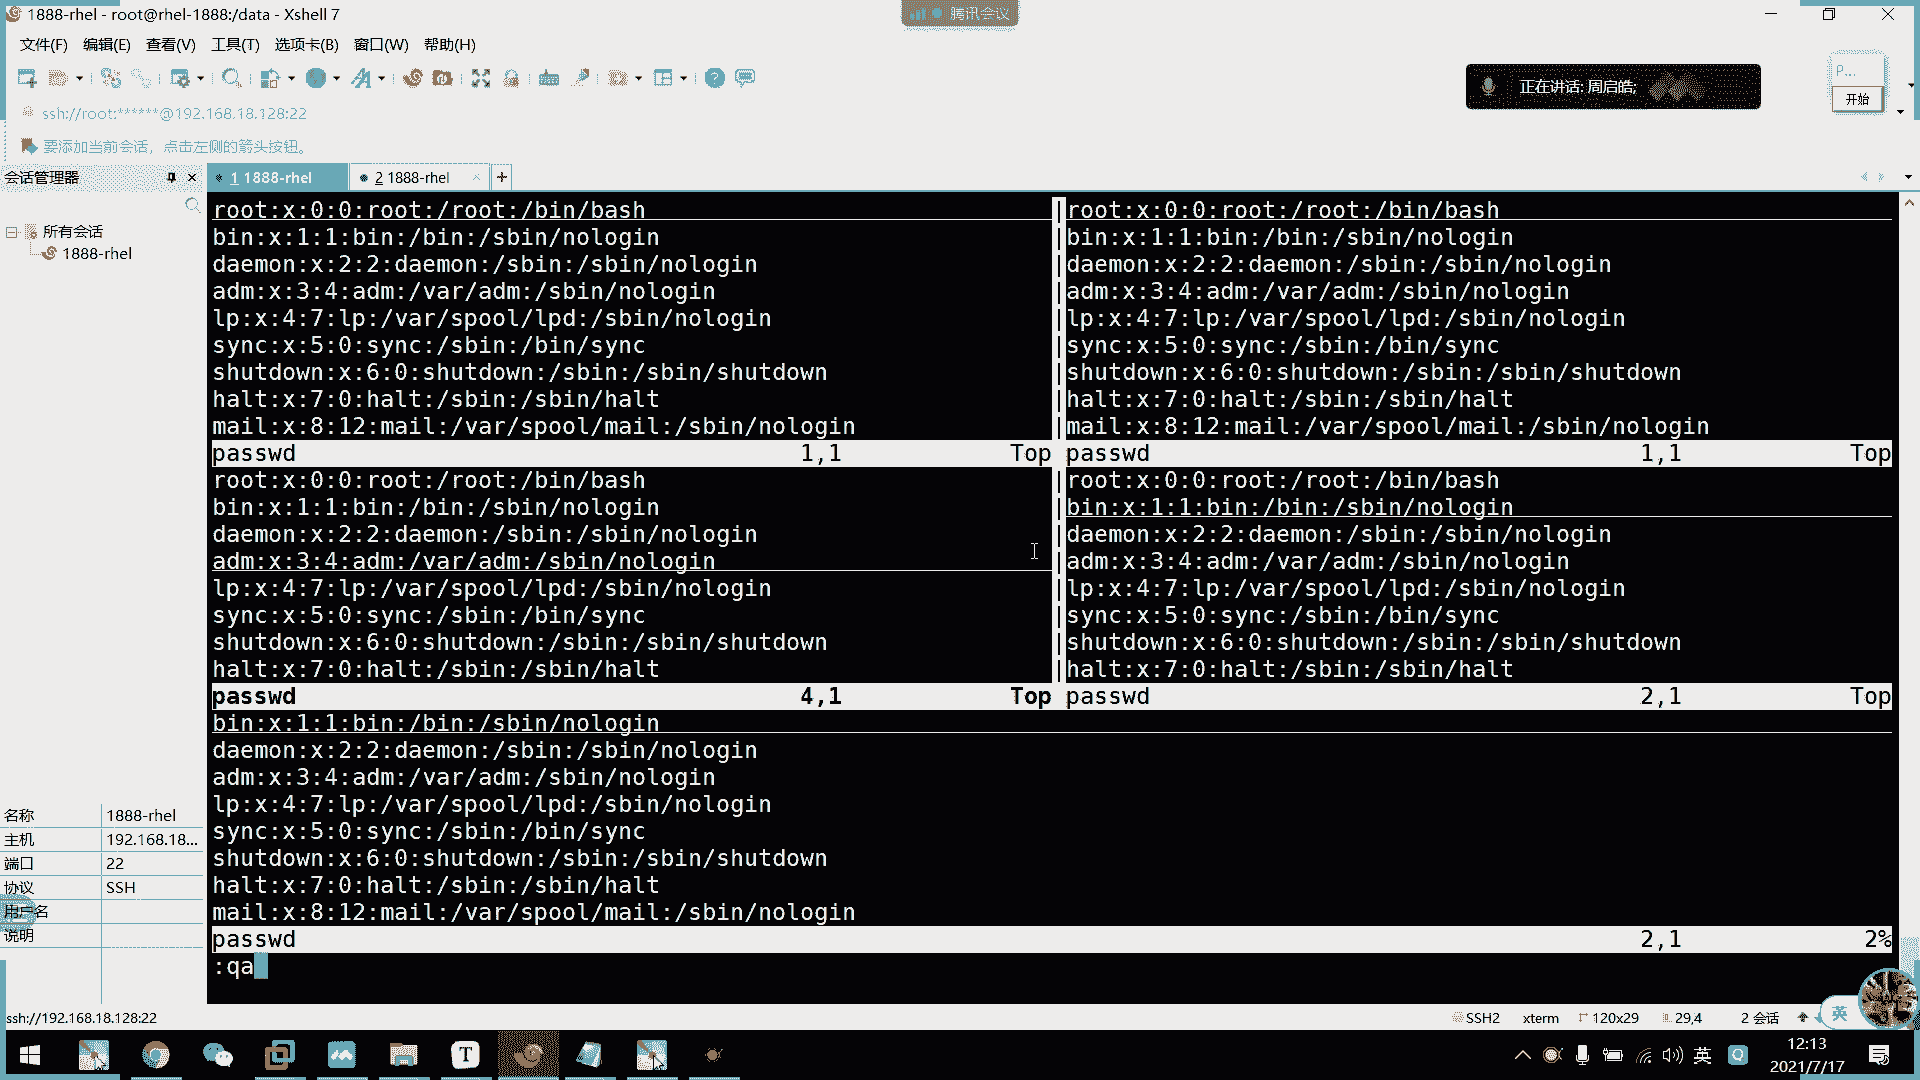 1888-rhel - root@rhel-1888:/data - Xshell 7
腾讯会议
文件(F) 编辑(E) 查看(V) 工具(T) 选项卡(B) 窗口(W) 帮助(H)
正在讲话: 周启皓;
P...
开始
ssh://root:******@192.168.18.128:22
要添加当前会话，点击左侧的箭头按钮。
会话管理器
1 1888-rhel
2 1888-rhel
所有会话
1888-rhel
root:x:0:0:root:/root:/bin/bash
bin:x:1:1:bin:/bin:/sbin/nologin
daemon:x:2:2:daemon:/sbin:/sbin/nologin
adm:x:3:4:adm:/var/adm:/sbin/nologin
lp:x:4:7:lp:/var/spool/lpd:/sbin/nologin
sync:x:5:0:sync:/sbin:/bin/sync
shutdown:x:6:0:shutdown:/sbin:/sbin/shutdown
halt:x:7:0:halt:/sbin:/sbin/halt
mail:x:8:12:mail:/var/spool/mail:/sbin/nologin
passwd 1,1 Top
root:x:0:0:root:/root:/bin/bash
bin:x:1:1:bin:/bin:/sbin/nologin
daemon:x:2:2:daemon:/sbin:/sbin/nologin
adm:x:3:4:adm:/var/adm:/sbin/nologin
lp:x:4:7:lp:/var/spool/lpd:/sbin/nologin
sync:x:5:0:sync:/sbin:/bin/sync
shutdown:x:6:0:shutdown:/sbin:/sbin/shutdown
halt:x:7:0:halt:/sbin:/sbin/halt
mail:x:8:12:mail:/var/spool/mail:/sbin/nologin
passwd 1,1 Top
root:x:0:0:root:/root:/bin/bash
bin:x:1:1:bin:/bin:/sbin/nologin
daemon:x:2:2:daemon:/sbin:/sbin/nologin
adm:x:3:4:adm:/var/adm:/sbin/nologin
lp:x:4:7:lp:/var/spool/lpd:/sbin/nologin
sync:x:5:0:sync:/sbin:/bin/sync
shutdown:x:6:0:shutdown:/sbin:/sbin/shutdown
halt:x:7:0:halt:/sbin:/sbin/halt
passwd 4,1 Top
root:x:0:0:root:/root:/bin/bash
bin:x:1:1:bin:/bin:/sbin/nologin
daemon:x:2:2:daemon:/sbin:/sbin/nologin
adm:x:3:4:adm:/var/adm:/sbin/nologin
lp:x:4:7:lp:/var/spool/lpd:/sbin/nologin
sync:x:5:0:sync:/sbin:/bin/sync
shutdown:x:6:0:shutdown:/sbin:/sbin/shutdown
halt:x:7:0:halt:/sbin:/sbin/halt
passwd 2,1 Top
bin:x:1:1:bin:/bin:/sbin/nologin
daemon:x:2:2:daemon:/sbin:/sbin/nologin
adm:x:3:4:adm:/var/adm:/sbin/nologin
lp:x:4:7:lp:/var/spool/lpd:/sbin/nologin
sync:x:5:0:sync:/sbin:/bin/sync
shutdown:x:6:0:shutdown:/sbin:/sbin/shutdown
halt:x:7:0:halt:/sbin:/sbin/halt
mail:x:8:12:mail:/var/spool/mail:/sbin/nologin
passwd 2,1 2%
:qa
名称 1888-rhel
主机 192.168.18...
端口 22
协议 SSH
用户名
说明
ssh://192.168.18.128:22
SSH2 xterm 120x29 29,4 2 会话
英
T
英
12:13
2021/7/17